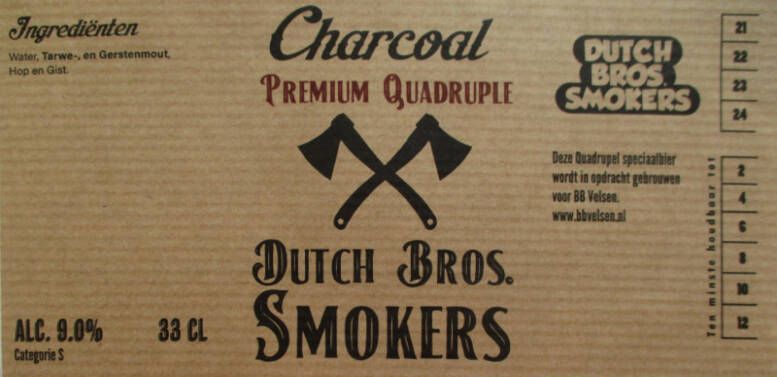 Ingrediënten
Water, Tarwe-, en Gerstenmout,
Hop en Gist.
ALC. 9.0%
33 CL
Categorie S
Charcoal
PREMIUM QUADRUPLE
DUTCH BROS.
SMOKERS
DUTCH
BROS.
SMOKERS
Deze Quadrupel speciaalbier
wordt in opdracht gebrouwen
voor BB Velsen.
www.bbvelsen.nl
21
22
23
24
Ten minste houdbaar tot
2
4
6
8
10
12